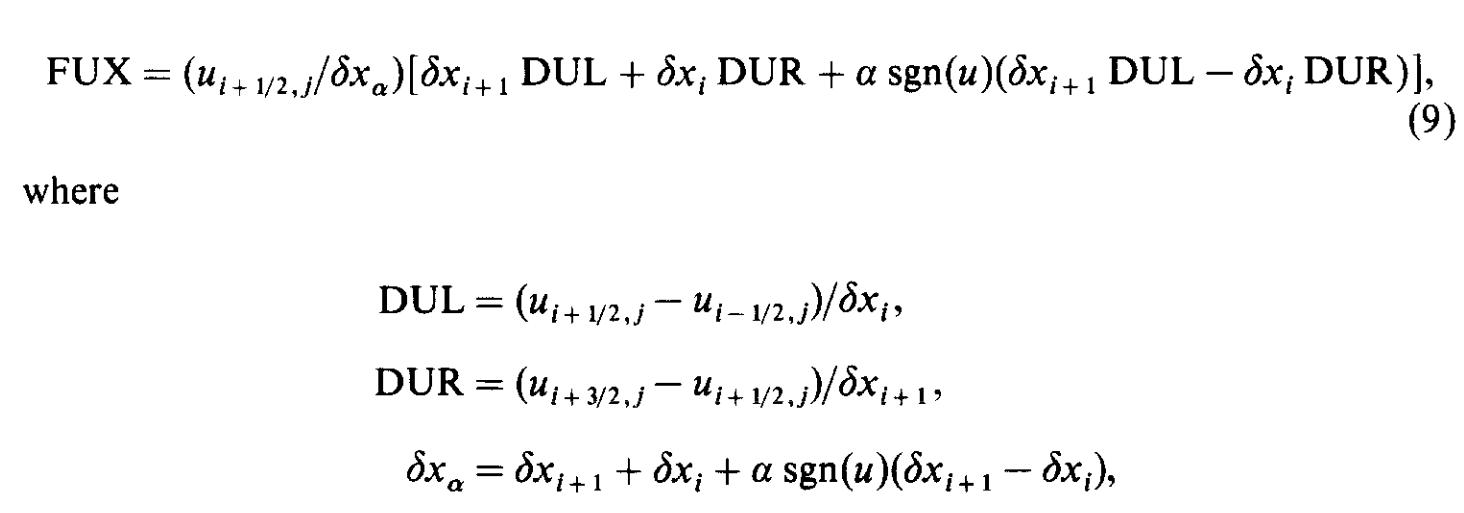 FUX = (u_{i+1/2,j}/δx_α)[δx_{i+1} DUL + δx_i DUR + α sgn(u)(δx_{i+1} DUL − δx_i DUR)],
(9)
where
DUL = (u_{i+1/2,j} − u_{i−1/2,j})/δx_i,
DUR = (u_{i+3/2,j} − u_{i+1/2,j})/δx_{i+1},
δx_α = δx_{i+1} + δx_i + α sgn(u)(δx_{i+1} − δx_i),